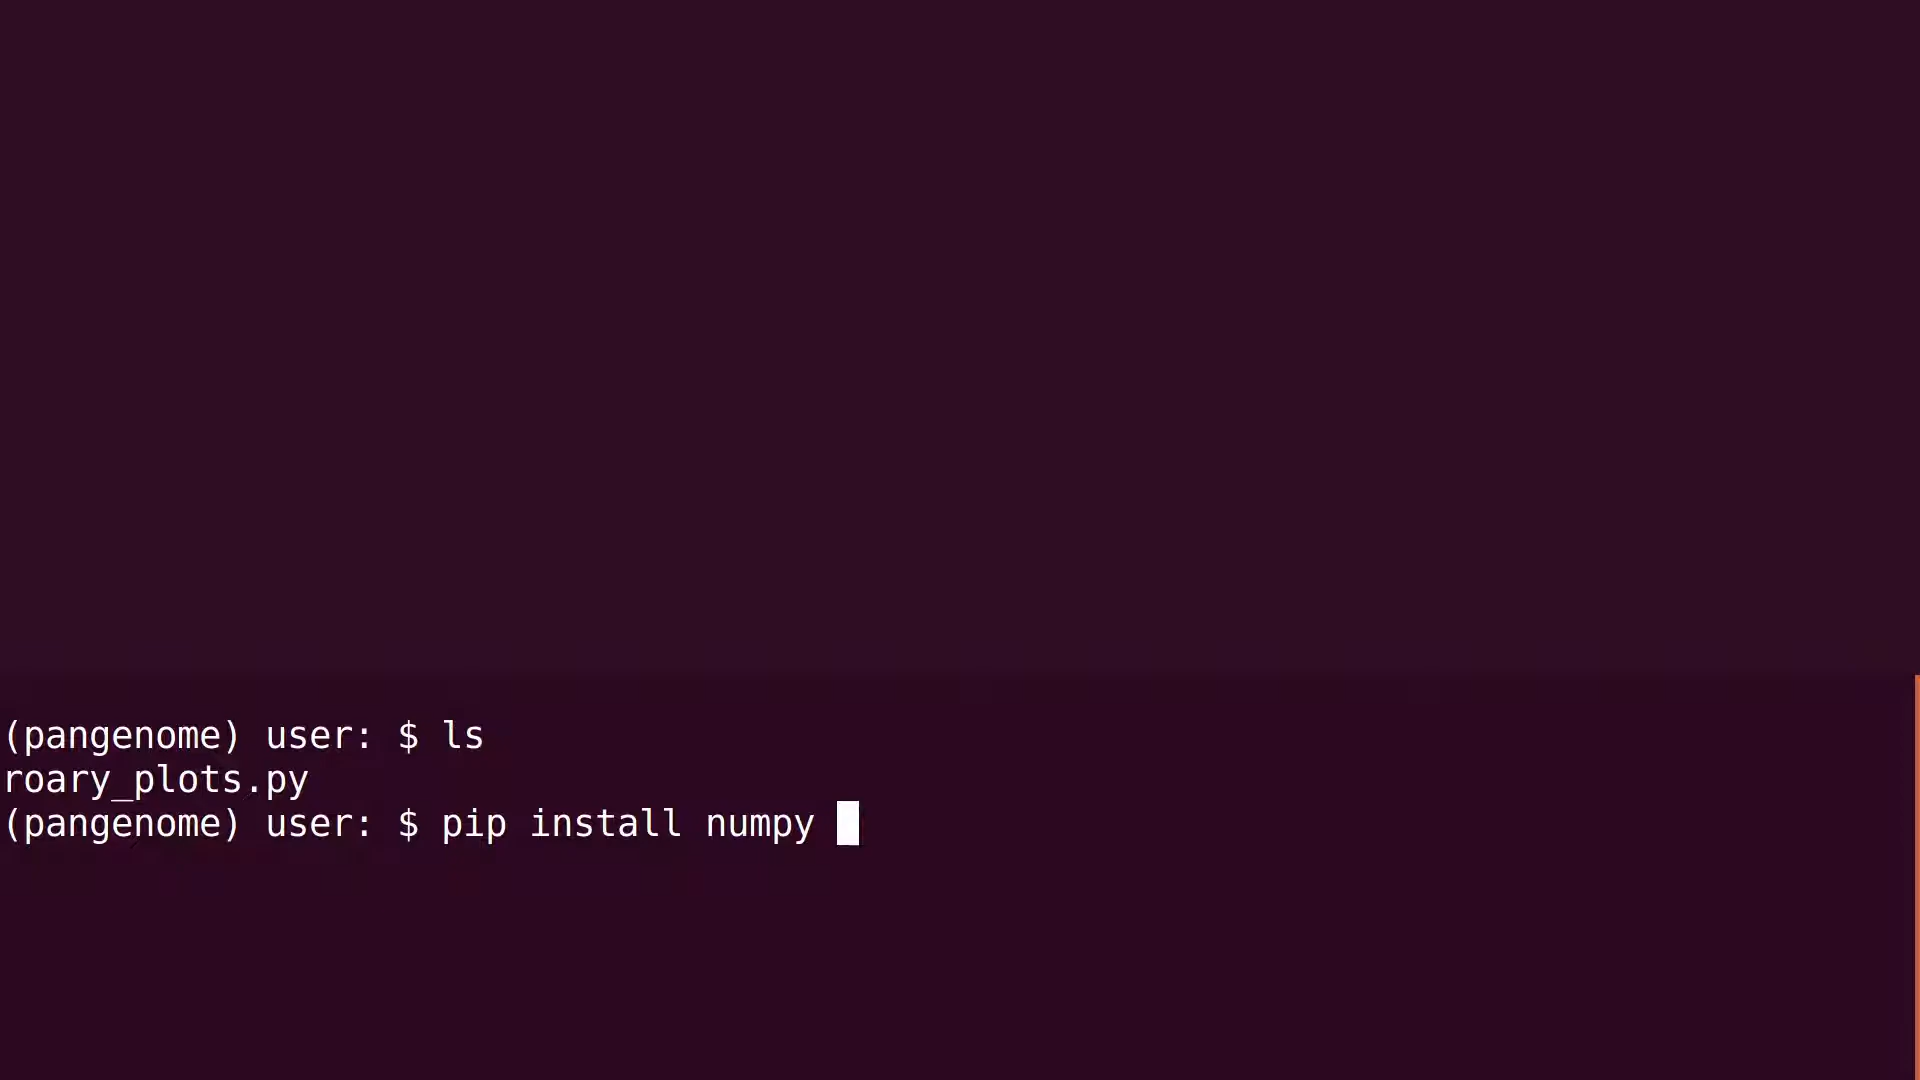 (pangenome) user: $ ls
roary_plots.py
(pangenome) user: $ pip install numpy